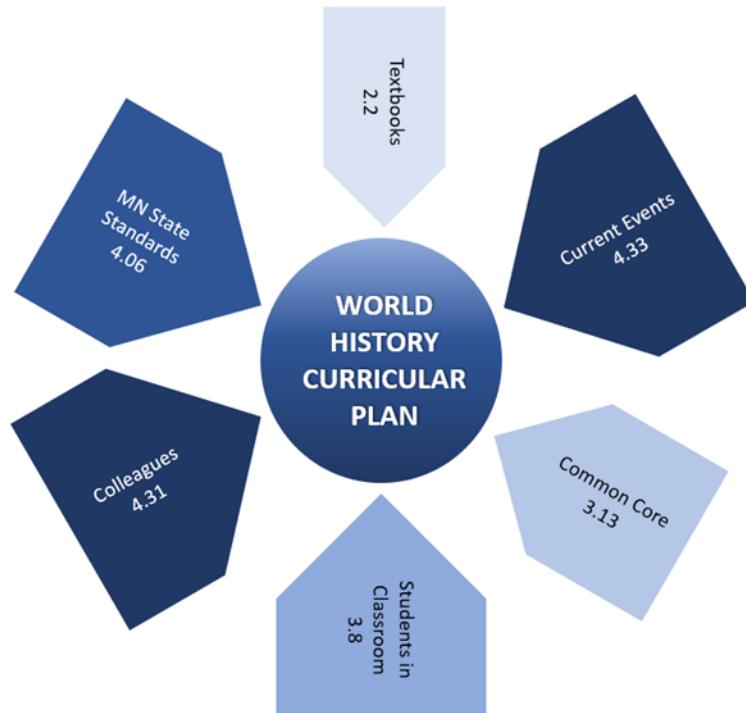 Textbooks
2.2
MN State
Standards
4.06
Current Events
4.33
WORLD
HISTORY
CURRICULAR
PLAN
Colleagues
4.31
Common Core
3.13
Students in
Classroom
3.8